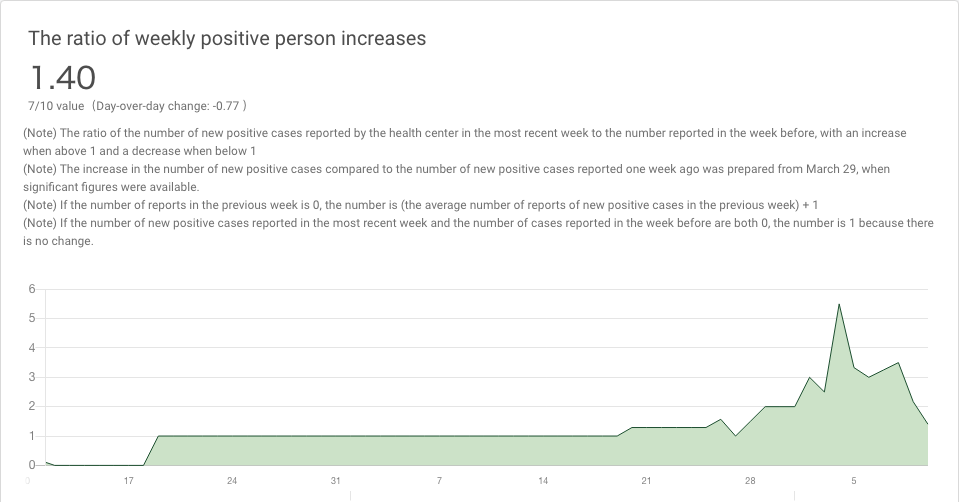 The ratio of weekly positive person increases
1.40
7/10 value（Day-over-day change: -0.77 ）
(Note) The ratio of the number of new positive cases reported by the health center in the most recent week to the number reported in the week before, with an increase
when above 1 and a decrease when below 1
(Note) The increase in the number of new positive cases compared to the number of new positive cases reported one week ago was prepared from March 29, when
significant figures were available.
(Note) If the number of reports in the previous week is 0, the number is (the average number of reports of new positive cases in the previous week) + 1
(Note) If the number of new positive cases reported in the most recent week and the number of cases reported in the week before are both 0, the number is 1 because there
is no change.
6
5
4
3
2
1
0
0 17 24 31 7 14 21 28 5